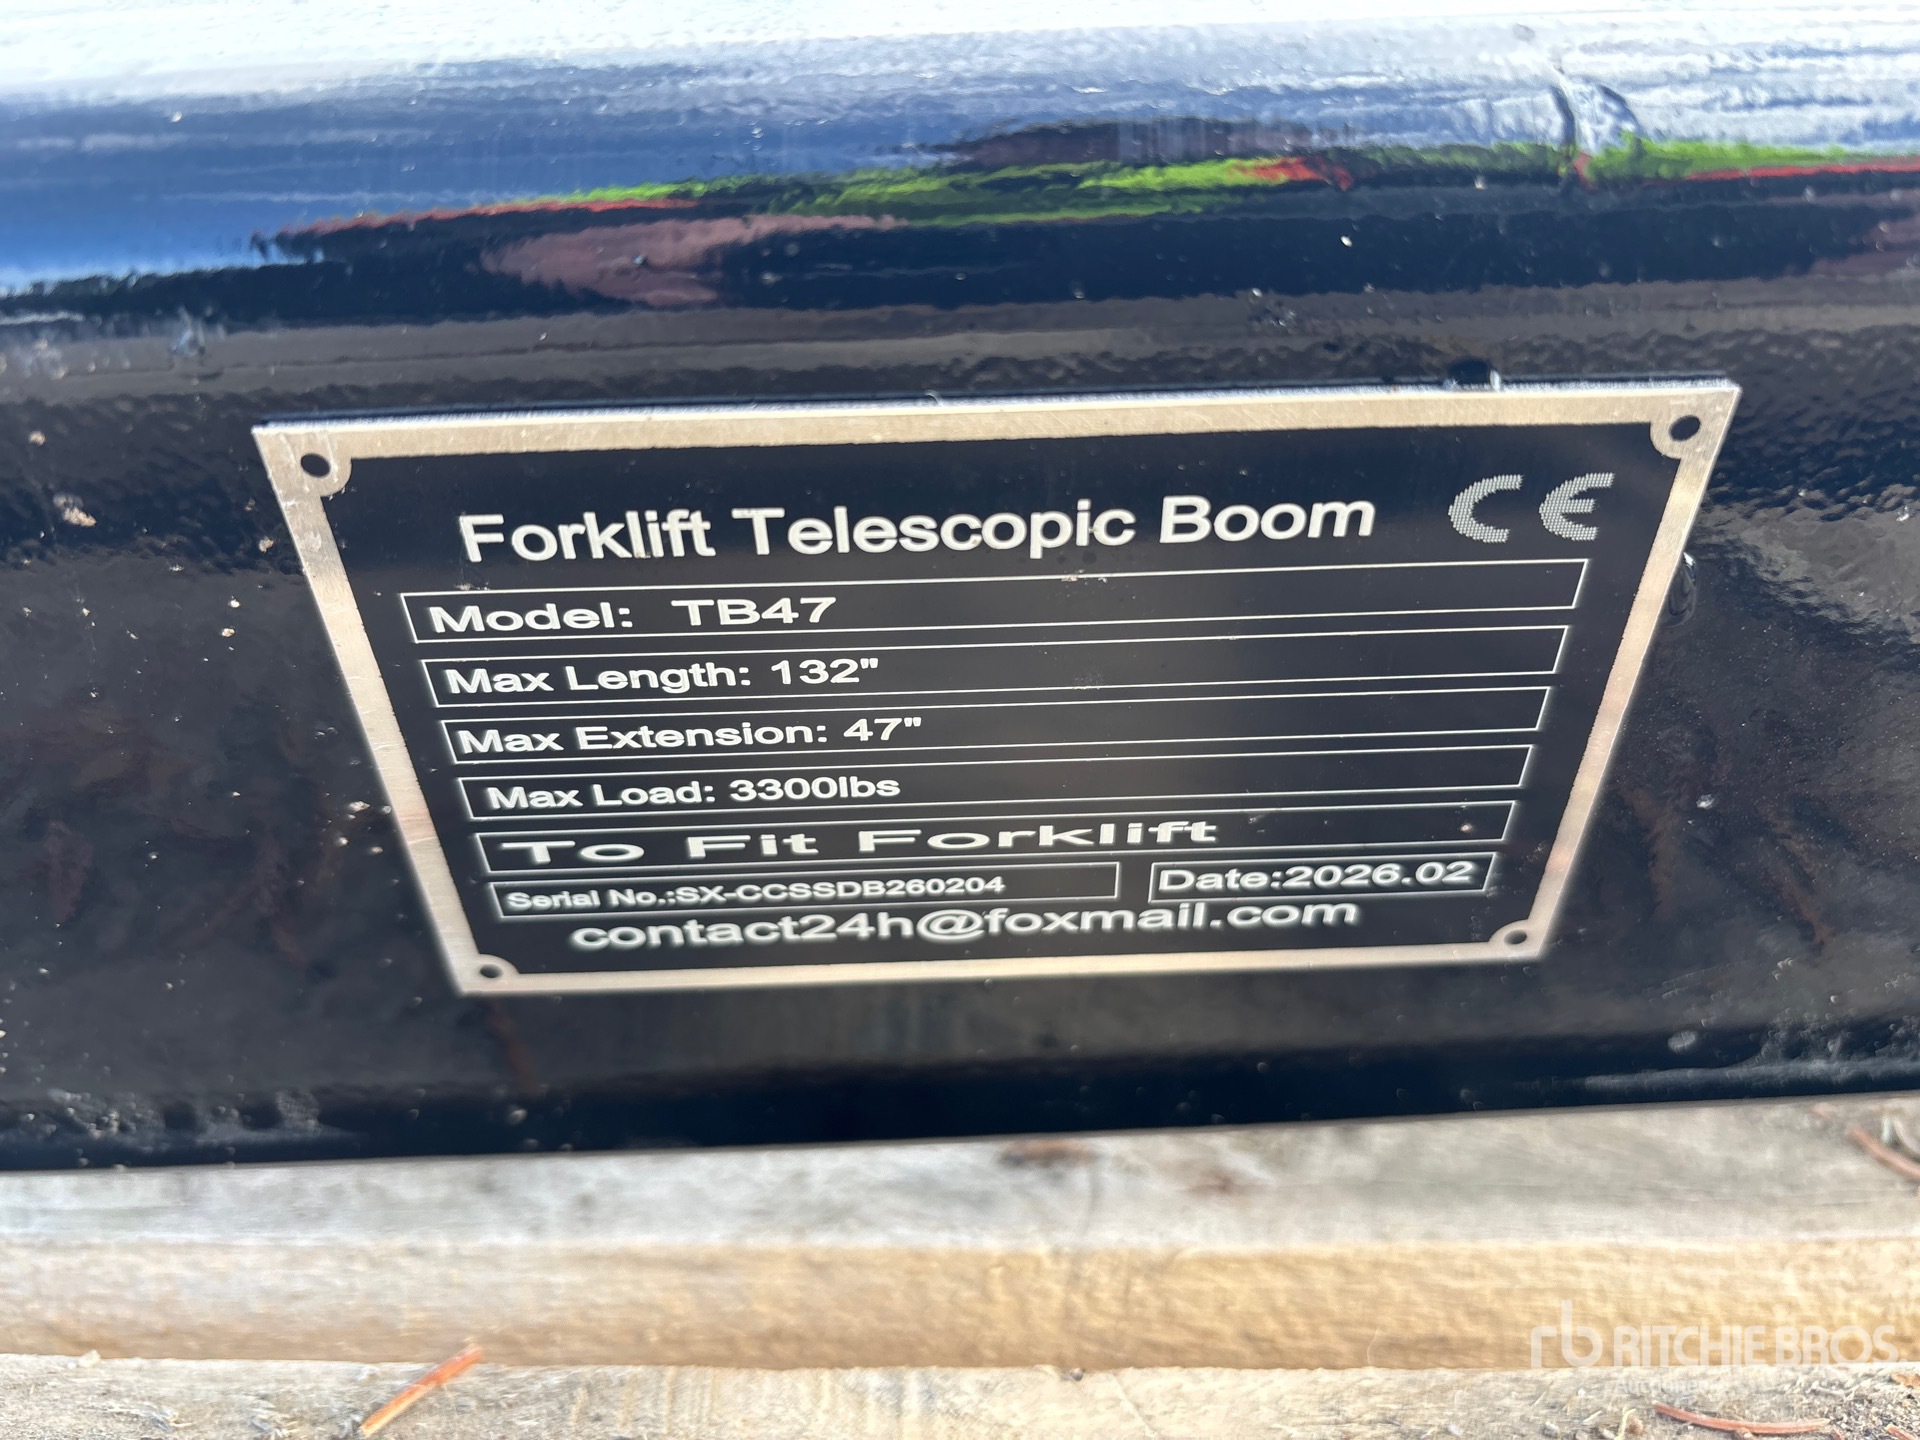 Forklift Telescopic Boom CE
Model: TB47
Max Length: 132"
Max Extension: 47"
Max Load: 3300lbs
To Fit Forklift
Serial No.:SX-CCSSDB260204 Date:2026.02
contact24h@foxmail.com
rb RITCHIE BROS.